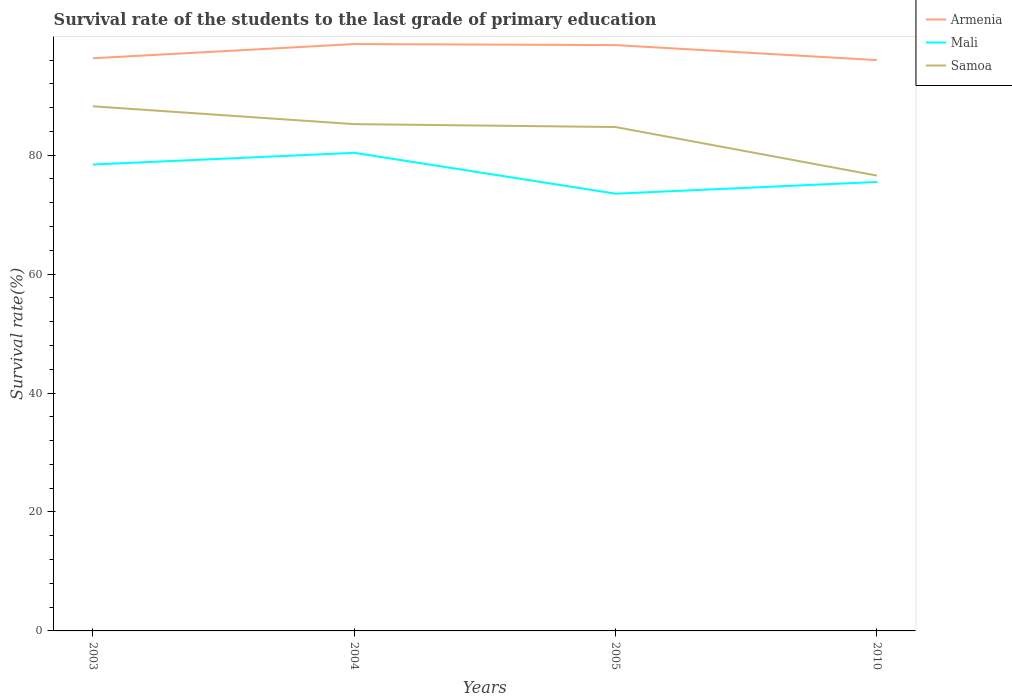 Survival rate of the students to the last grade of primary education
Armenia
Mali
Samoa
Survival rate(%)
80
60
40
20
0
2003
2004
2005
2010
Years